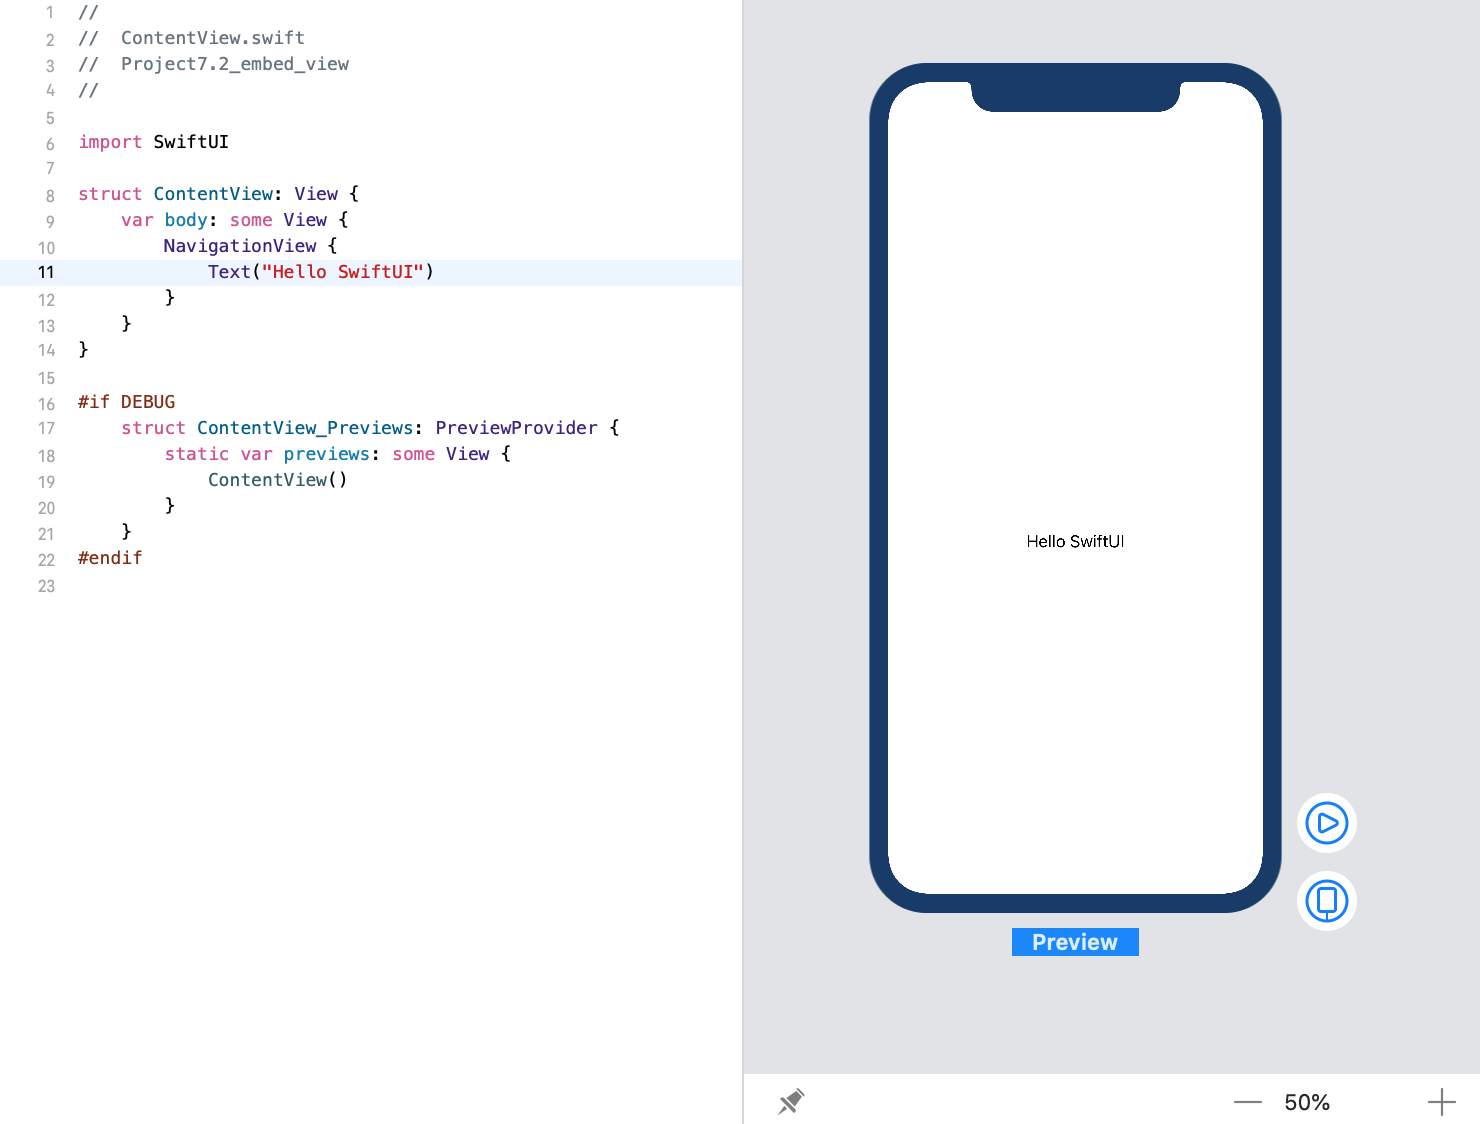 1 //
2 //  ContentView.swift
3 //  Project7.2_embed_view
4 //
5
6 import SwiftUI
7
8 struct ContentView: View {
9     var body: some View {
10         NavigationView {
11             Text("Hello SwiftUI")
12         }
13     }
14 }
15
16 #if DEBUG
17     struct ContentView_Previews: PreviewProvider {
18         static var previews: some View {
19             ContentView()
20         }
21     }
22 #endif
23
Hello SwiftUI
Preview
50%